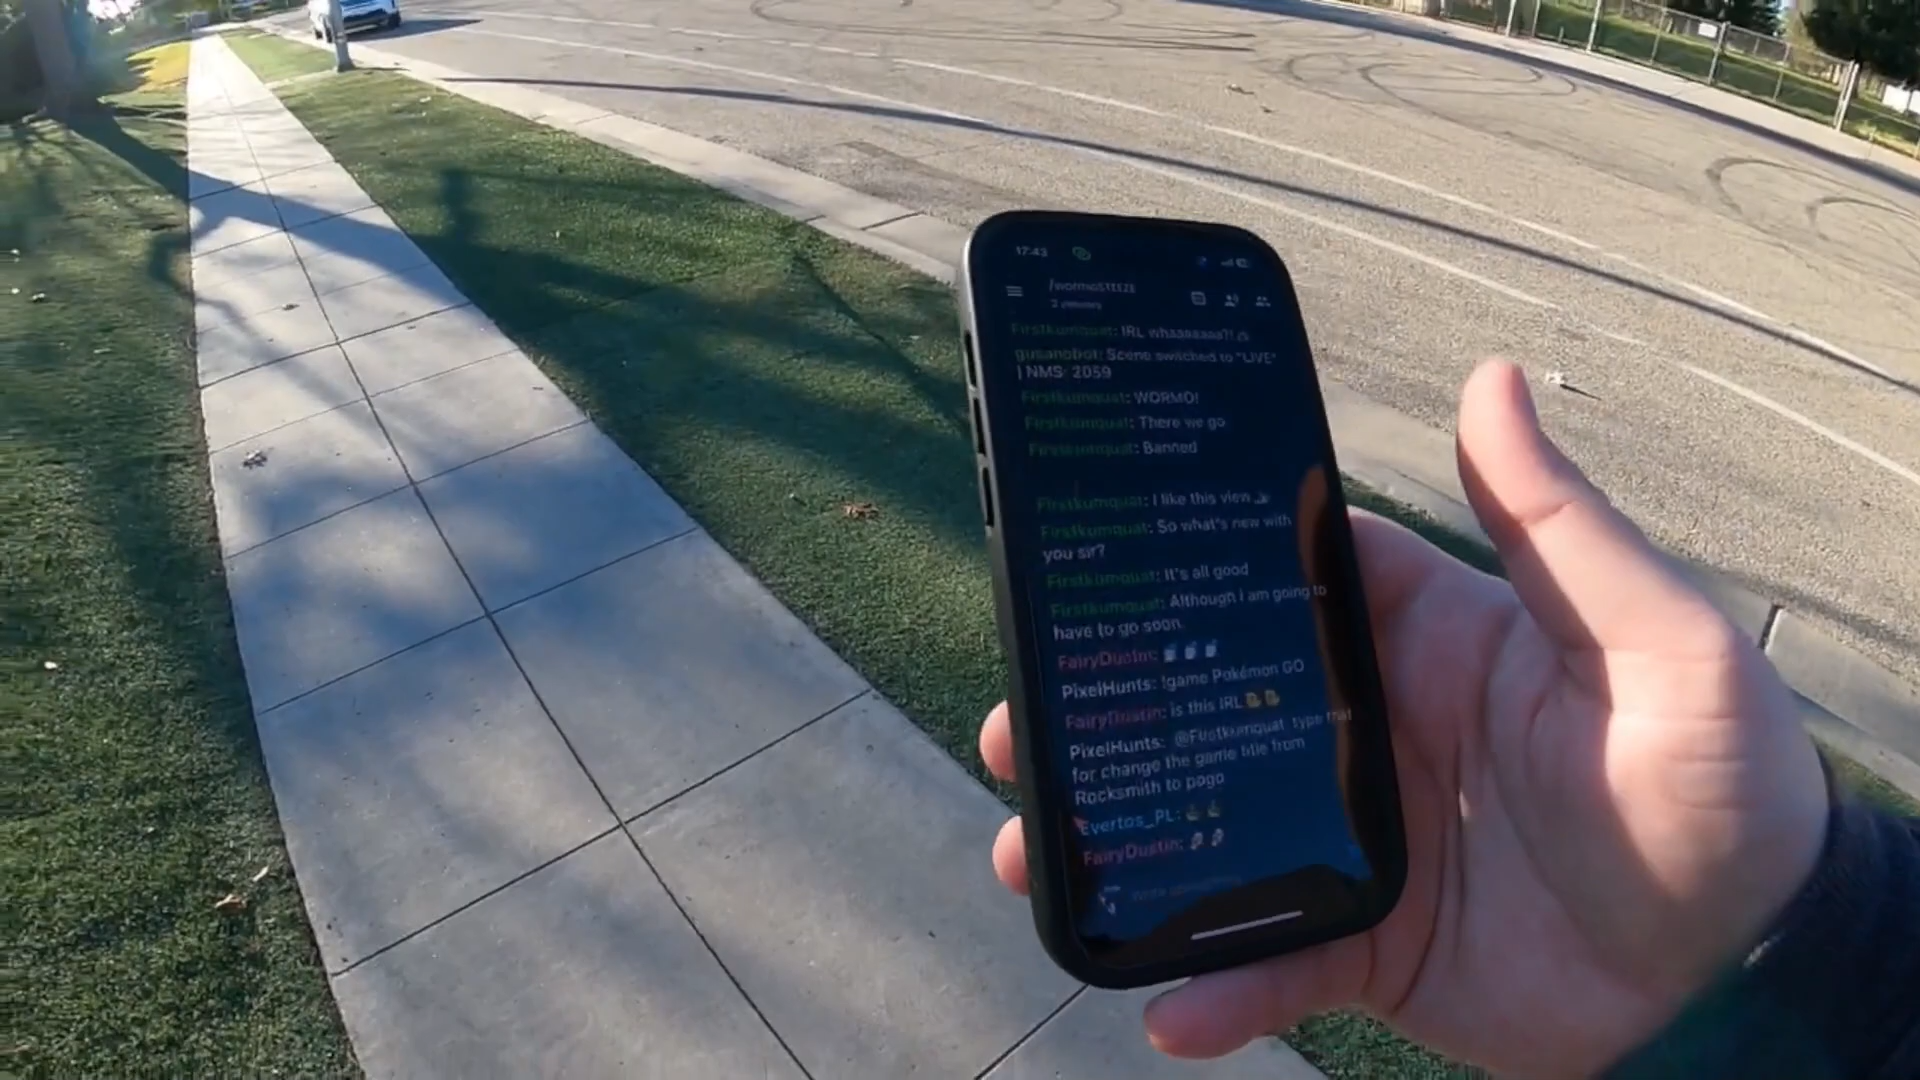 17:43
/wormoSTEEZE
Firstkumquat: IRL whaaaaaaa?!
gusanobot: Scene switched to "LIVE"
| NMS- 2059
Firstkumquat: WORMO!
Firstkumquat: There we go
Firstkumquat: Banned
Firstkumquat: I like this view
Firstkumquat: So what's new with
you sir?
Firstkumquat: It's all good
Firstkumquat: Although i am going to
have to go soon.
FairyDustin:
PixelHunts: !game Pokémon GO
FairyDustin: is this IRL
PixelHunts: @Firstkumquat type that
for change the game title from
Rocksmith to pogo
Evertas_PL:
FairyDustin: